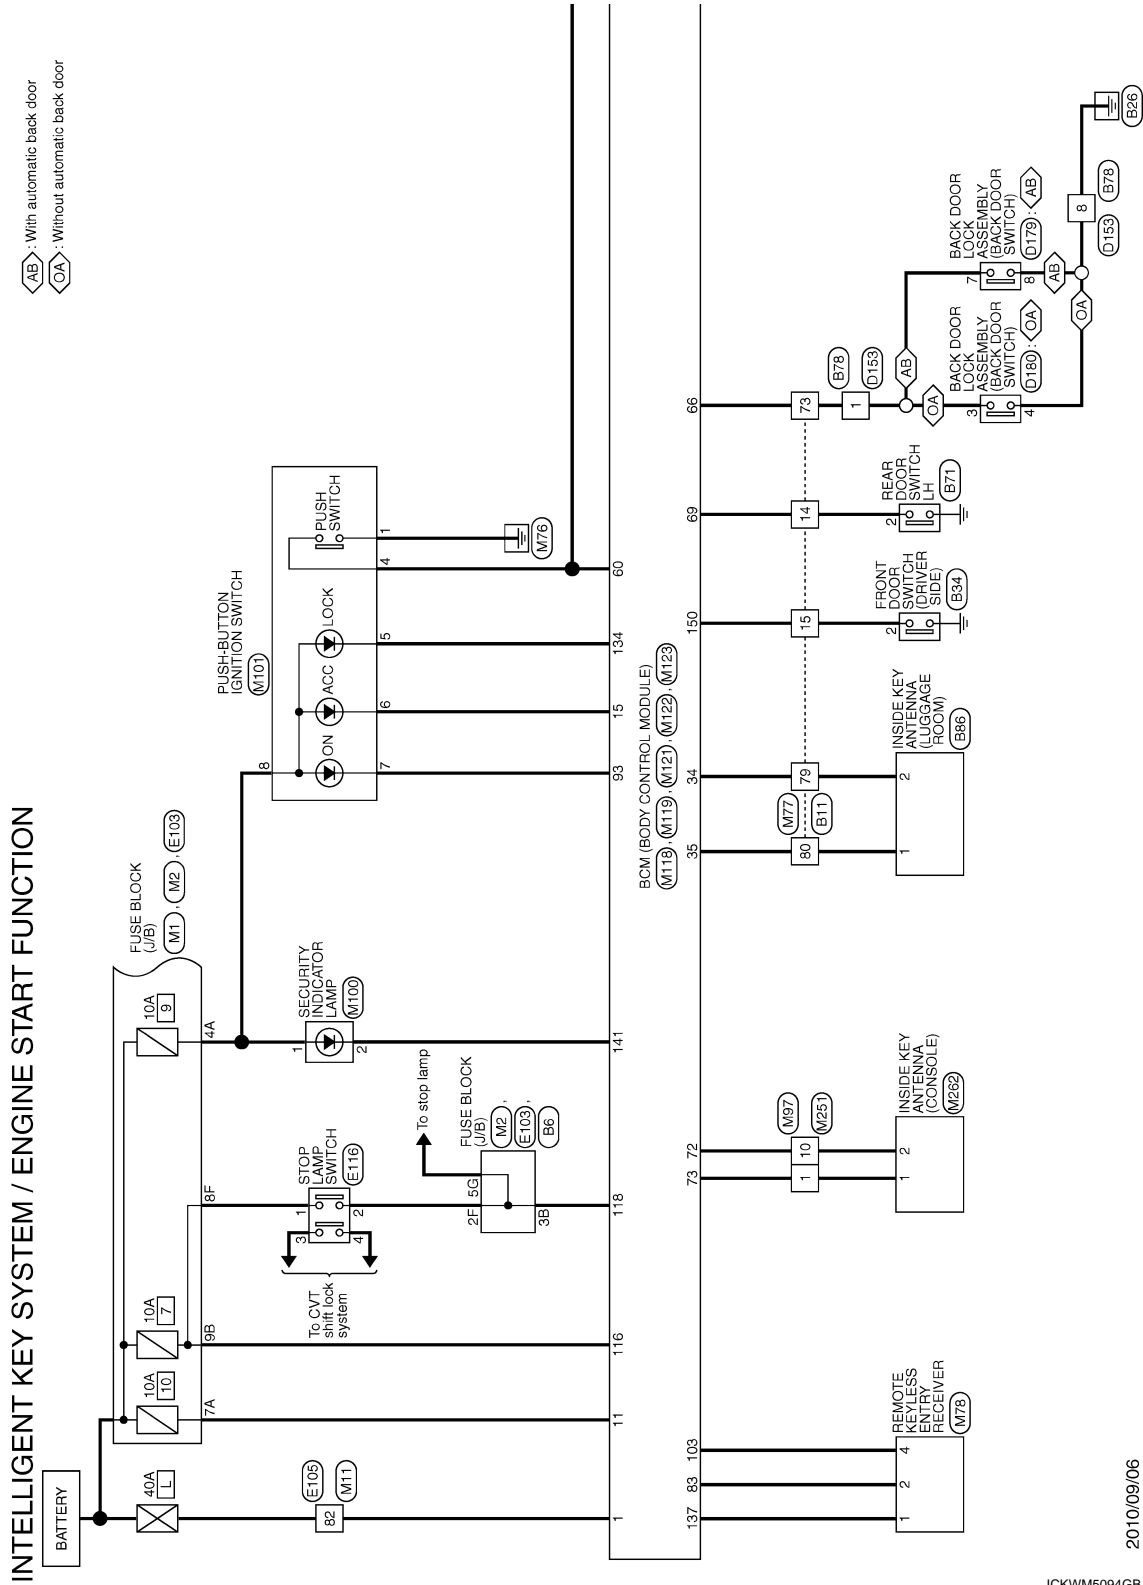 INTELLIGENT KEY SYSTEM / ENGINE START FUNCTION
AB : With automatic back door
OA : Without automatic back door
BATTERY
40A
L
10A
10
10A
7
10A
9
FUSE BLOCK
(J/B)
M1 , M2 , E103
7A
9B
8F
4A
E105
M11
82
To CVT
shift lock
system
3
4
1
2
STOP
LAMP
SWITCH
E116
To stop lamp
2F
5G
3B
FUSE BLOCK
(J/B)
M2 ,
E103 ,
B6
1
2
SECURITY
INDICATOR
LAMP
M100
PUSH-BUTTON
IGNITION SWITCH
M101
8
ON
ACC
LOCK
PUSH
SWITCH
7
6
5
4
1
M76
1
11
116
118
141
93
15
134
60
BCM (BODY CONTROL MODULE)
M118 , M119 , M121 , M122 , M123
137
83
103
73
72
35
34
150
69
66
M97
M251
1
10
M77
B11
80
79
15
14
73
B78
D153
1
1
2
4
REMOTE
KEYLESS
ENTRY
RECEIVER
M78
1
2
INSIDE KEY
ANTENNA
(CONSOLE)
M262
1
2
INSIDE KEY
ANTENNA
(LUGGAGE
ROOM)
B86
2
FRONT
DOOR
SWITCH
(DRIVER
SIDE)
B34
2
REAR
DOOR
SWITCH
LH
B71
AB
OA
3
4
BACK DOOR
LOCK
ASSEMBLY
(BACK DOOR
SWITCH)
D180 : OA
7
8
BACK DOOR
LOCK
ASSEMBLY
(BACK DOOR
SWITCH)
D179 : AB
AB
OA
8
D153
B78
B26
2010/09/06
JCKWM5094GB